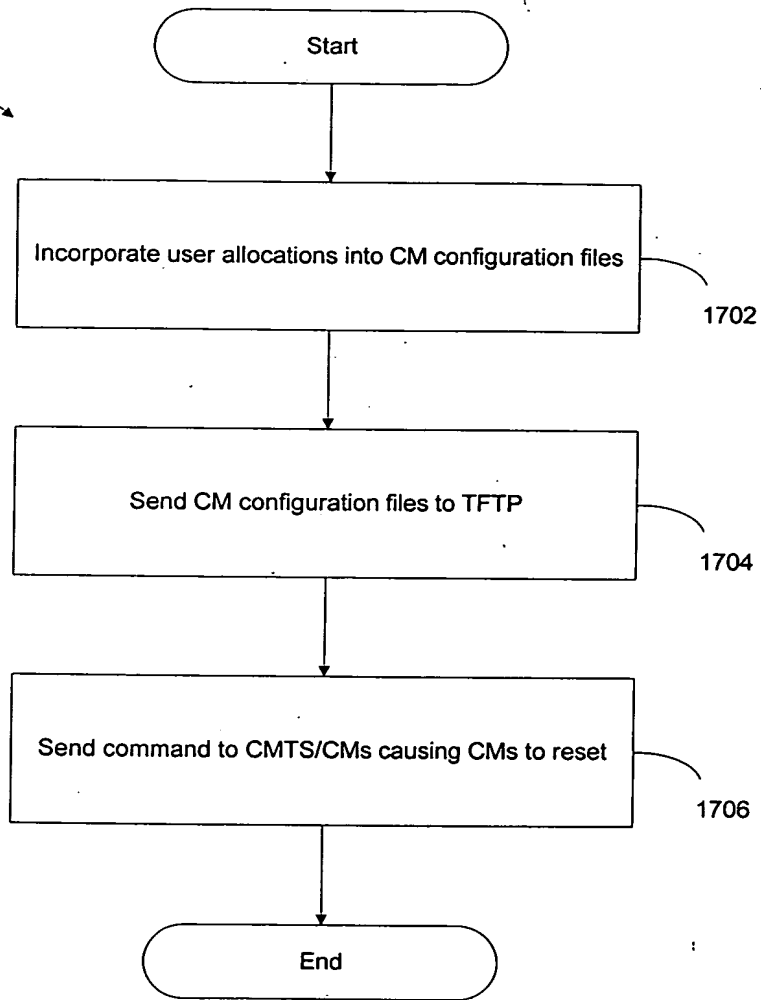 Start
Incorporate user allocations into CM configuration files
1702
Send CM configuration files to TFTP
1704
Send command to CMTS/CMs causing CMs to reset
1706
End